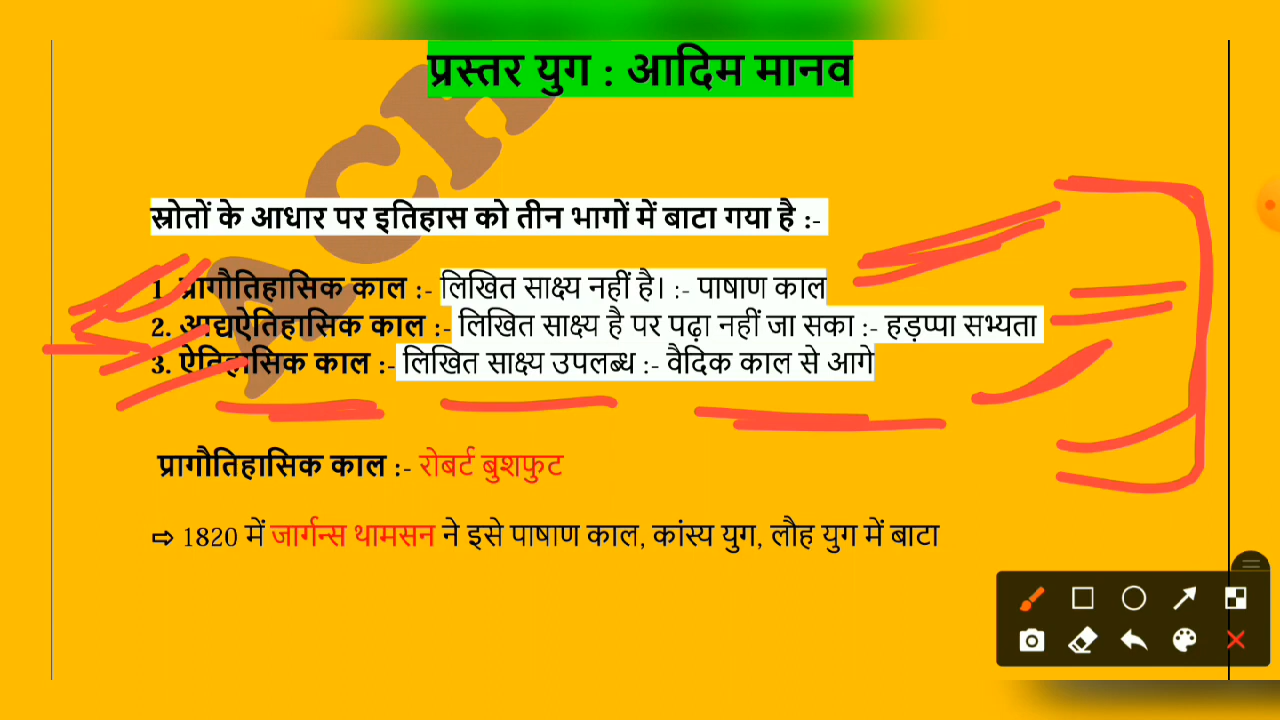 प्रस्तर युग : आदिम मानव
स्रोतों के आधार पर इतिहास को तीन भागों में बाटा गया है :-
1. प्रागौतिहासिक काल :- लिखित साक्ष्य नहीं है। :- पाषाण काल
2. आद्यऐतिहासिक काल :- लिखित साक्ष्य है पर पढ़ा नहीं जा सका :- हड़प्पा सभ्यता
3. ऐतिहासिक काल :- लिखित साक्ष्य उपलब्ध :- वैदिक काल से आगे
प्रागौतिहासिक काल :- रोबर्ट बुशफुट
⇨ 1820 में जार्गन्स थामसन ने इसे पाषाण काल, कांस्य युग, लौह युग में बाटा